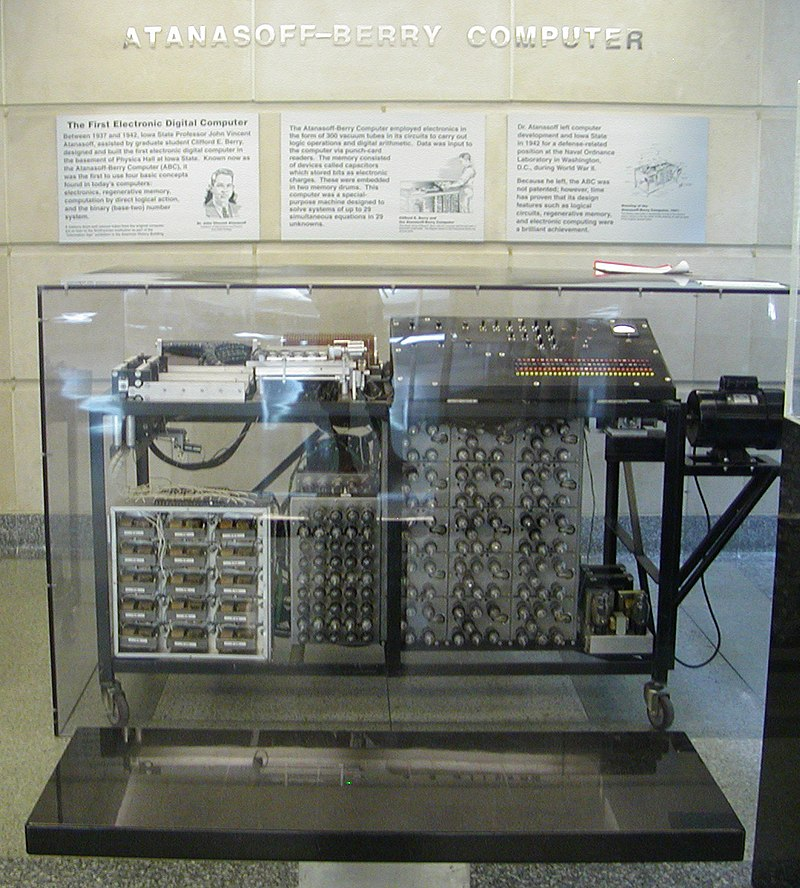 ATANASOFF–BERRY COMPUTER
The First Electronic Digital Computer
Between 1937 and 1942, Iowa State Professor John Vincent
Atanasoff, assisted by graduate student Clifford E. Berry,
designed and built the first electronic digital computer in
the basement of Physics Hall at Iowa State. Known now as
the Atanasoff-Berry Computer (ABC), it
was the first to use four basic concepts
found in today's computers:
electronics, regenerative memory,
computation by direct logical action,
and the binary (base-two) number
system.
Dr. John Vincent Atanasoff
The Atanasoff-Berry Computer employed electronics in
the form of 300 vacuum tubes in its circuits to carry out
logic operations and digital arithmetic. Data was input to
the computer via punch-card
readers. The memory consisted
of devices called capacitors
which stored bits as electronic
charges. These were embedded
in two memory drums. This
computer was a special-
purpose machine designed to
solve systems of up to 29
simultaneous equations in 29
unknowns.
Clifford E. Berry and
the Atanasoff-Berry Computer
Dr. Atanasoff left computer
development and Iowa State
in 1942 for a defense-related
position at the Naval Ordnance
Laboratory in Washington,
D.C., during World War II.
Because he left, the ABC was
not patented; however, time
has proven that its design
features such as logical
circuits, regenerative memory,
and electronic computing were
a brilliant achievement.
Drawing of the
Atanasoff-Berry Computer, 1941